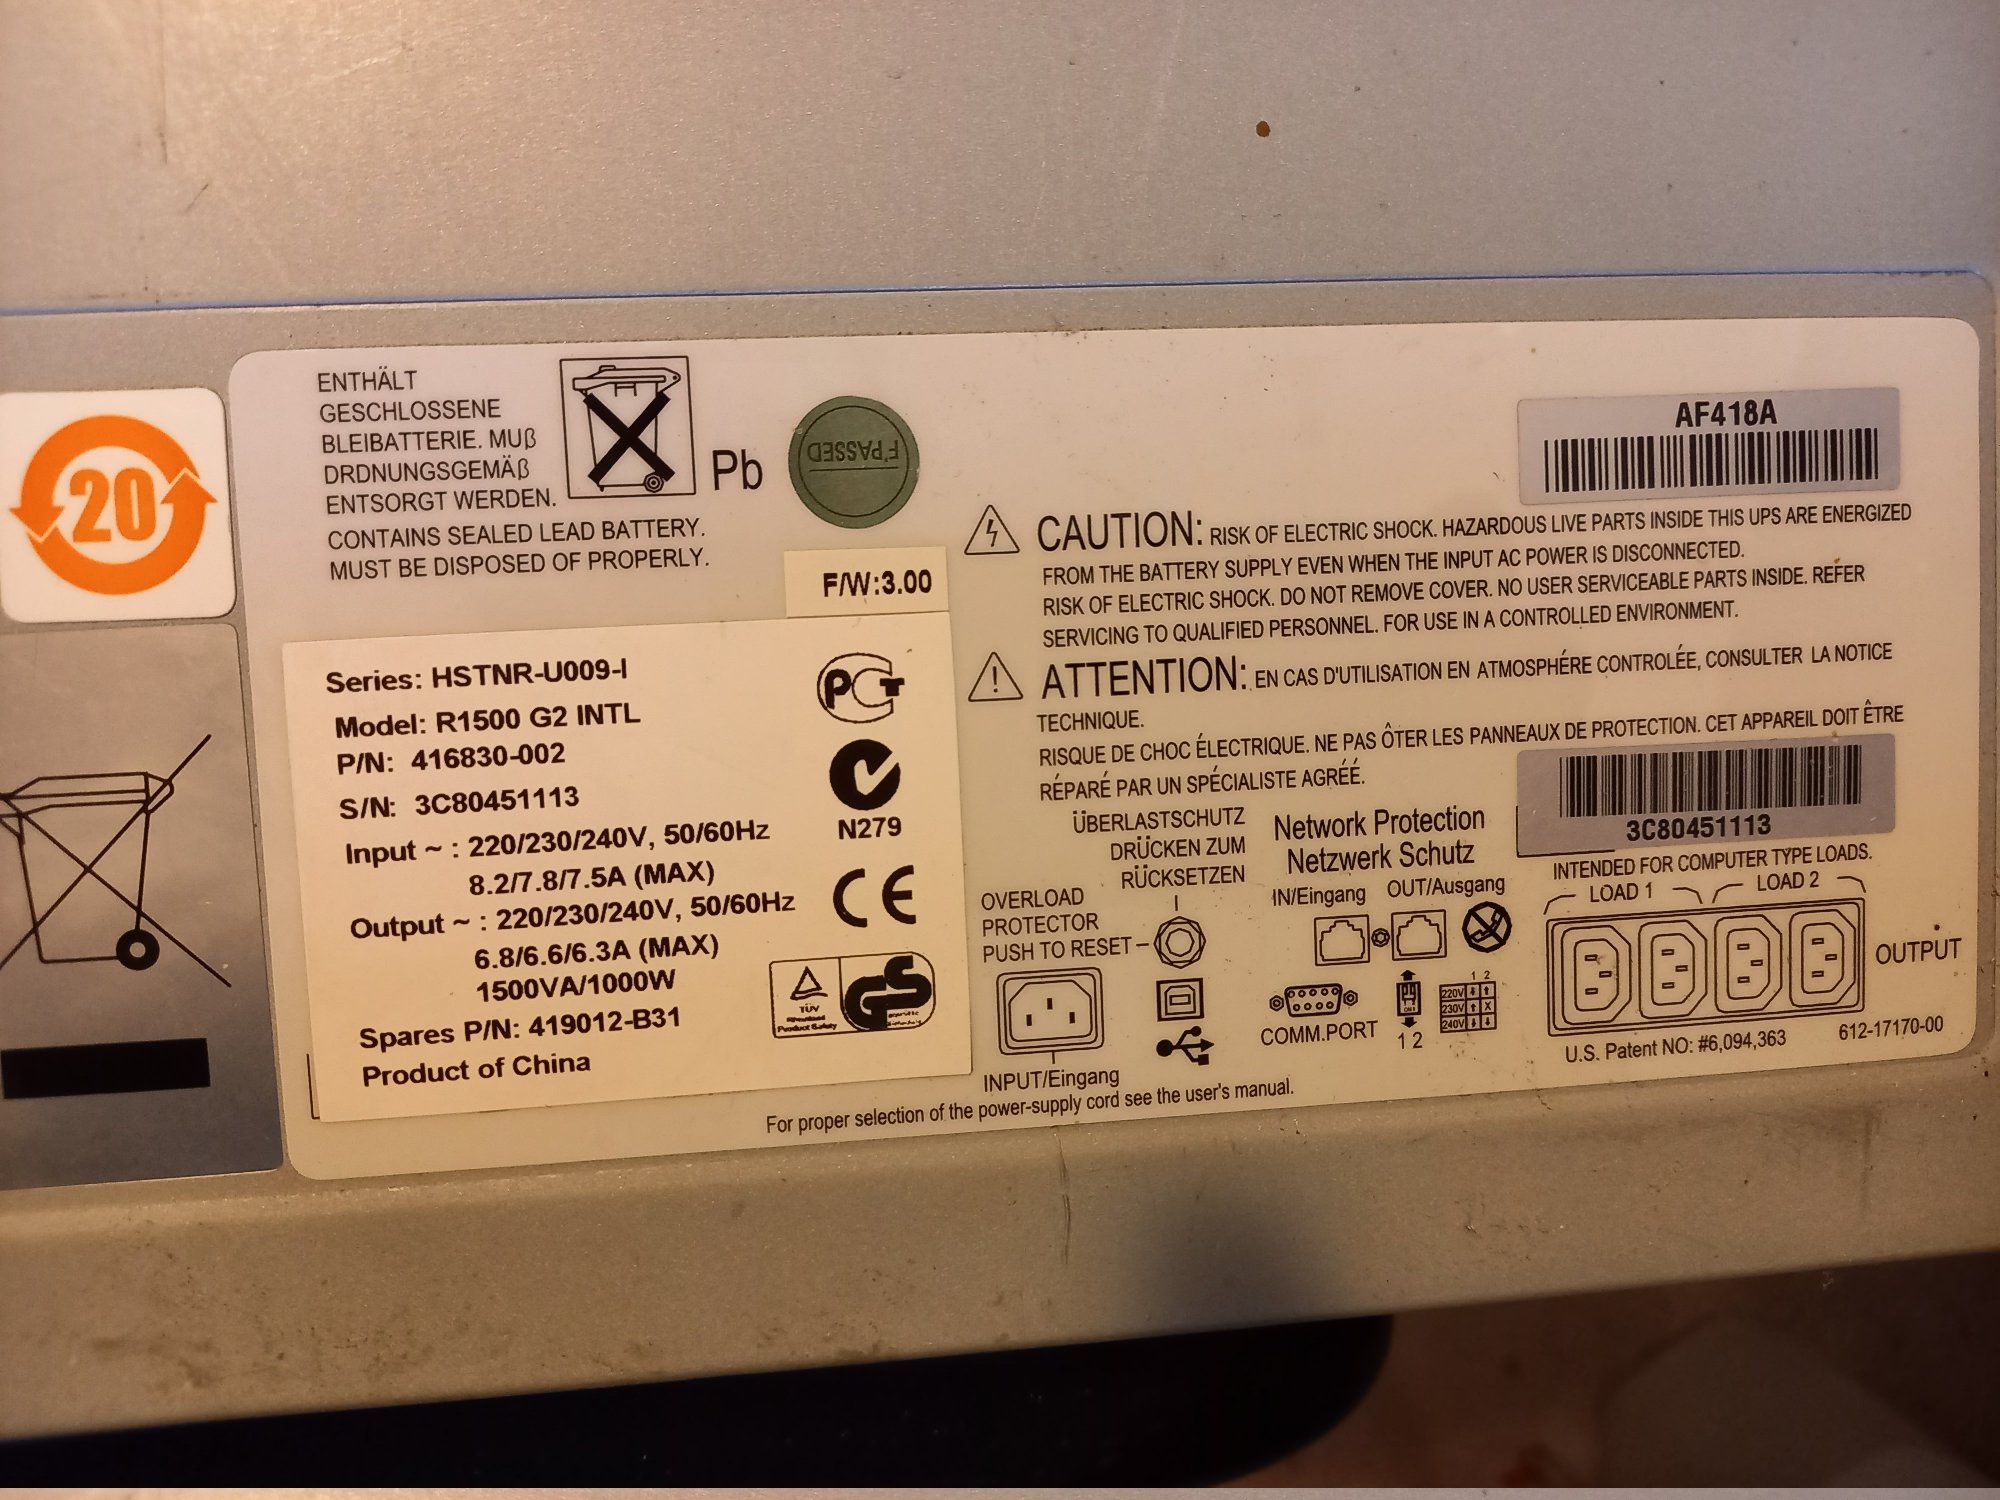 20
ENTHÄLT
GESCHLOSSENE
BLEIBATTERIE. MUß
DRDNUNGSGEMÄß
ENTSORGT WERDEN.
CONTAINS SEALED LEAD BATTERY.
MUST BE DISPOSED OF PROPERLY.
Pb
F'PASSED
F/W:3.00
Series: HSTNR-U009-I
Model: R1500 G2 INTL
P/N: 416830-002
S/N: 3C80451113
Input ~ : 220/230/240V, 50/60Hz
8.2/7.8/7.5A (MAX)
Output ~ : 220/230/240V, 50/60Hz
6.8/6.6/6.3A (MAX)
1500VA/1000W
Spares P/N: 419012-B31
Product of China
PCT
N279
CE
TÜV
Product Safety
GS
AF418A
CAUTION: RISK OF ELECTRIC SHOCK. HAZARDOUS LIVE PARTS INSIDE THIS UPS ARE ENERGIZED
FROM THE BATTERY SUPPLY EVEN WHEN THE INPUT AC POWER IS DISCONNECTED.
RISK OF ELECTRIC SHOCK. DO NOT REMOVE COVER. NO USER SERVICEABLE PARTS INSIDE. REFER
SERVICING TO QUALIFIED PERSONNEL. FOR USE IN A CONTROLLED ENVIRONMENT.
ATTENTION: EN CAS D'UTILISATION EN ATMOSPHÉRE CONTROLÉE, CONSULTER LA NOTICE
TECHNIQUE.
RISQUE DE CHOC ÉLECTRIQUE. NE PAS ÔTER LES PANNEAUX DE PROTECTION. CET APPAREIL DOIT ÊTRE
RÉPARÉ PAR UN SPÉCIALISTE AGRÉÉ.
3C80451113
ÜBERLASTSCHUTZ
DRÜCKEN ZUM
RÜCKSETZEN
OVERLOAD
PROTECTOR
PUSH TO RESET
INPUT/Eingang
Network Protection
Netzwerk Schutz
IN/Eingang OUT/Ausgang
COMM.PORT
ON
1 2
1 2
220V
230V X
240V
INTENDED FOR COMPUTER TYPE LOADS.
LOAD 1 LOAD 2
OUTPUT
U.S. Patent NO: #6,094,363
612-17170-00
For proper selection of the power-supply cord see the user's manual.